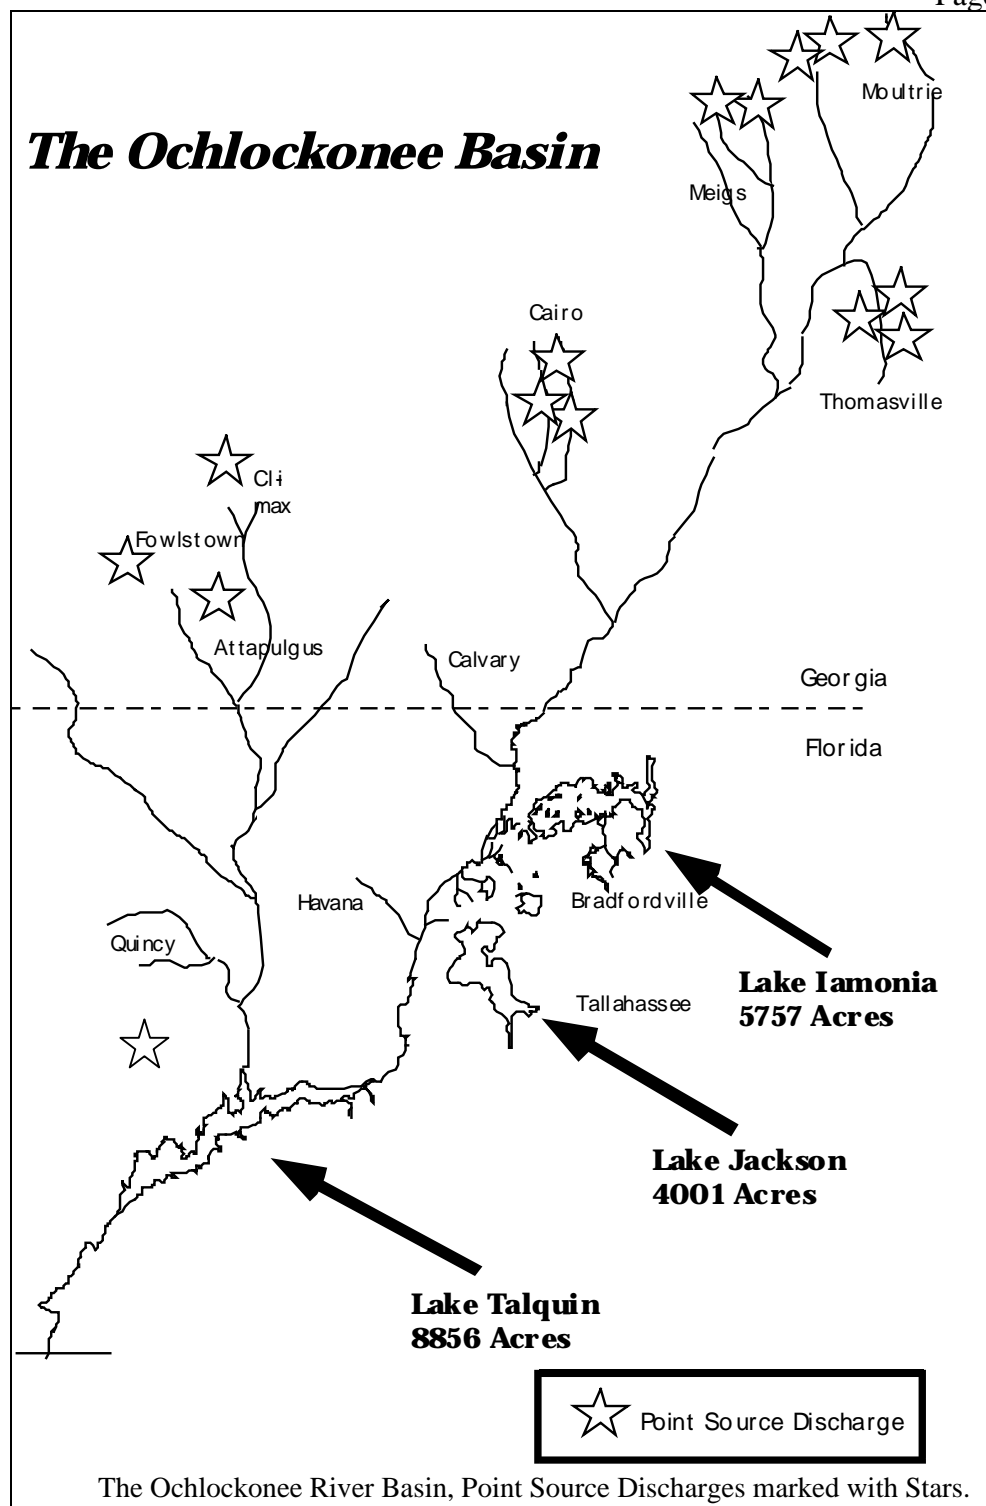 Page
Moultrie
The Ochlockonee Basin
Meigs
Cairo
Thomasville
Cli-
max
Fowlstown
Attapulgus
Calvary
Georgia
Florida
Havana
Bradfordville
Quincy
Lake Iamonia
5757 Acres
Tallahassee
Lake Jackson
4001 Acres
Lake Talquin
8856 Acres
Point Source Discharge
The Ochlockonee River Basin, Point Source Discharges marked with Stars.